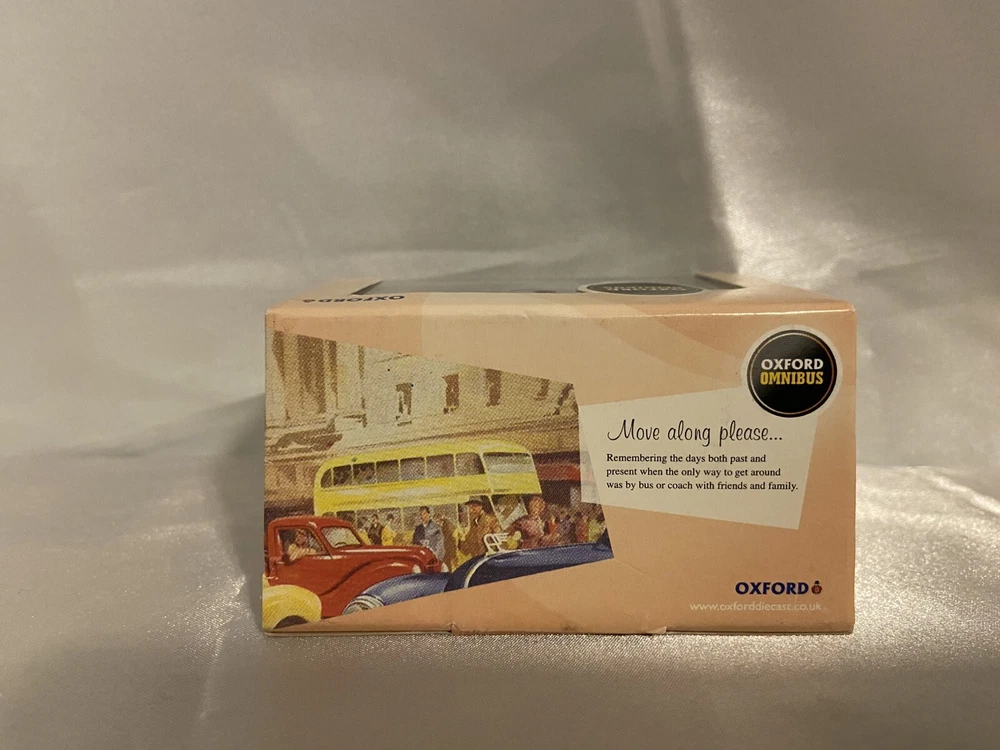 OXFORD
OXFORD
OMNIBUS
Move along please...
Remembering the days both past and
present when the only way to get around
was by bus or coach with friends and family.
OXFORD
www.oxforddiecast.co.uk